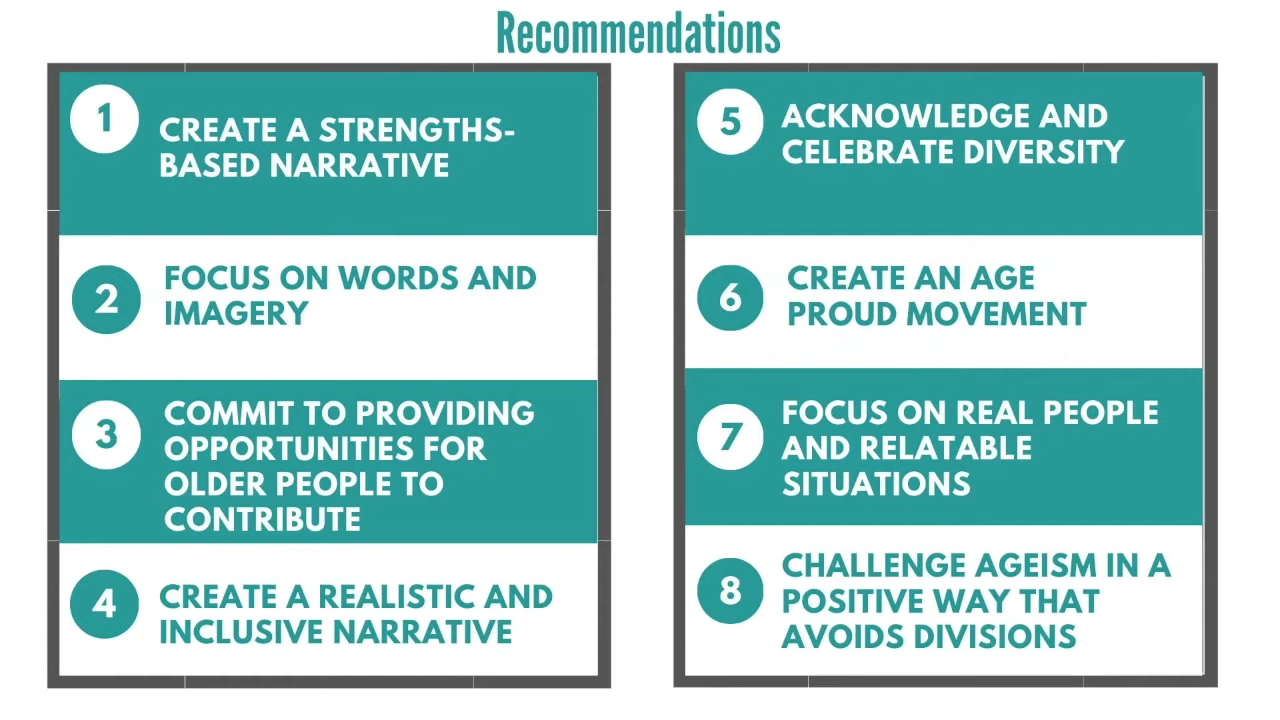 Recommendations
1
CREATE A STRENGTHS-
BASED NARRATIVE
2
FOCUS ON WORDS AND
IMAGERY
3
COMMIT TO PROVIDING
OPPORTUNITIES FOR
OLDER PEOPLE TO
CONTRIBUTE
4
CREATE A REALISTIC AND
INCLUSIVE NARRATIVE
5
ACKNOWLEDGE AND
CELEBRATE DIVERSITY
6
CREATE AN AGE
PROUD MOVEMENT
7
FOCUS ON REAL PEOPLE
AND RELATABLE
SITUATIONS
8
CHALLENGE AGEISM IN A
POSITIVE WAY THAT
AVOIDS DIVISIONS